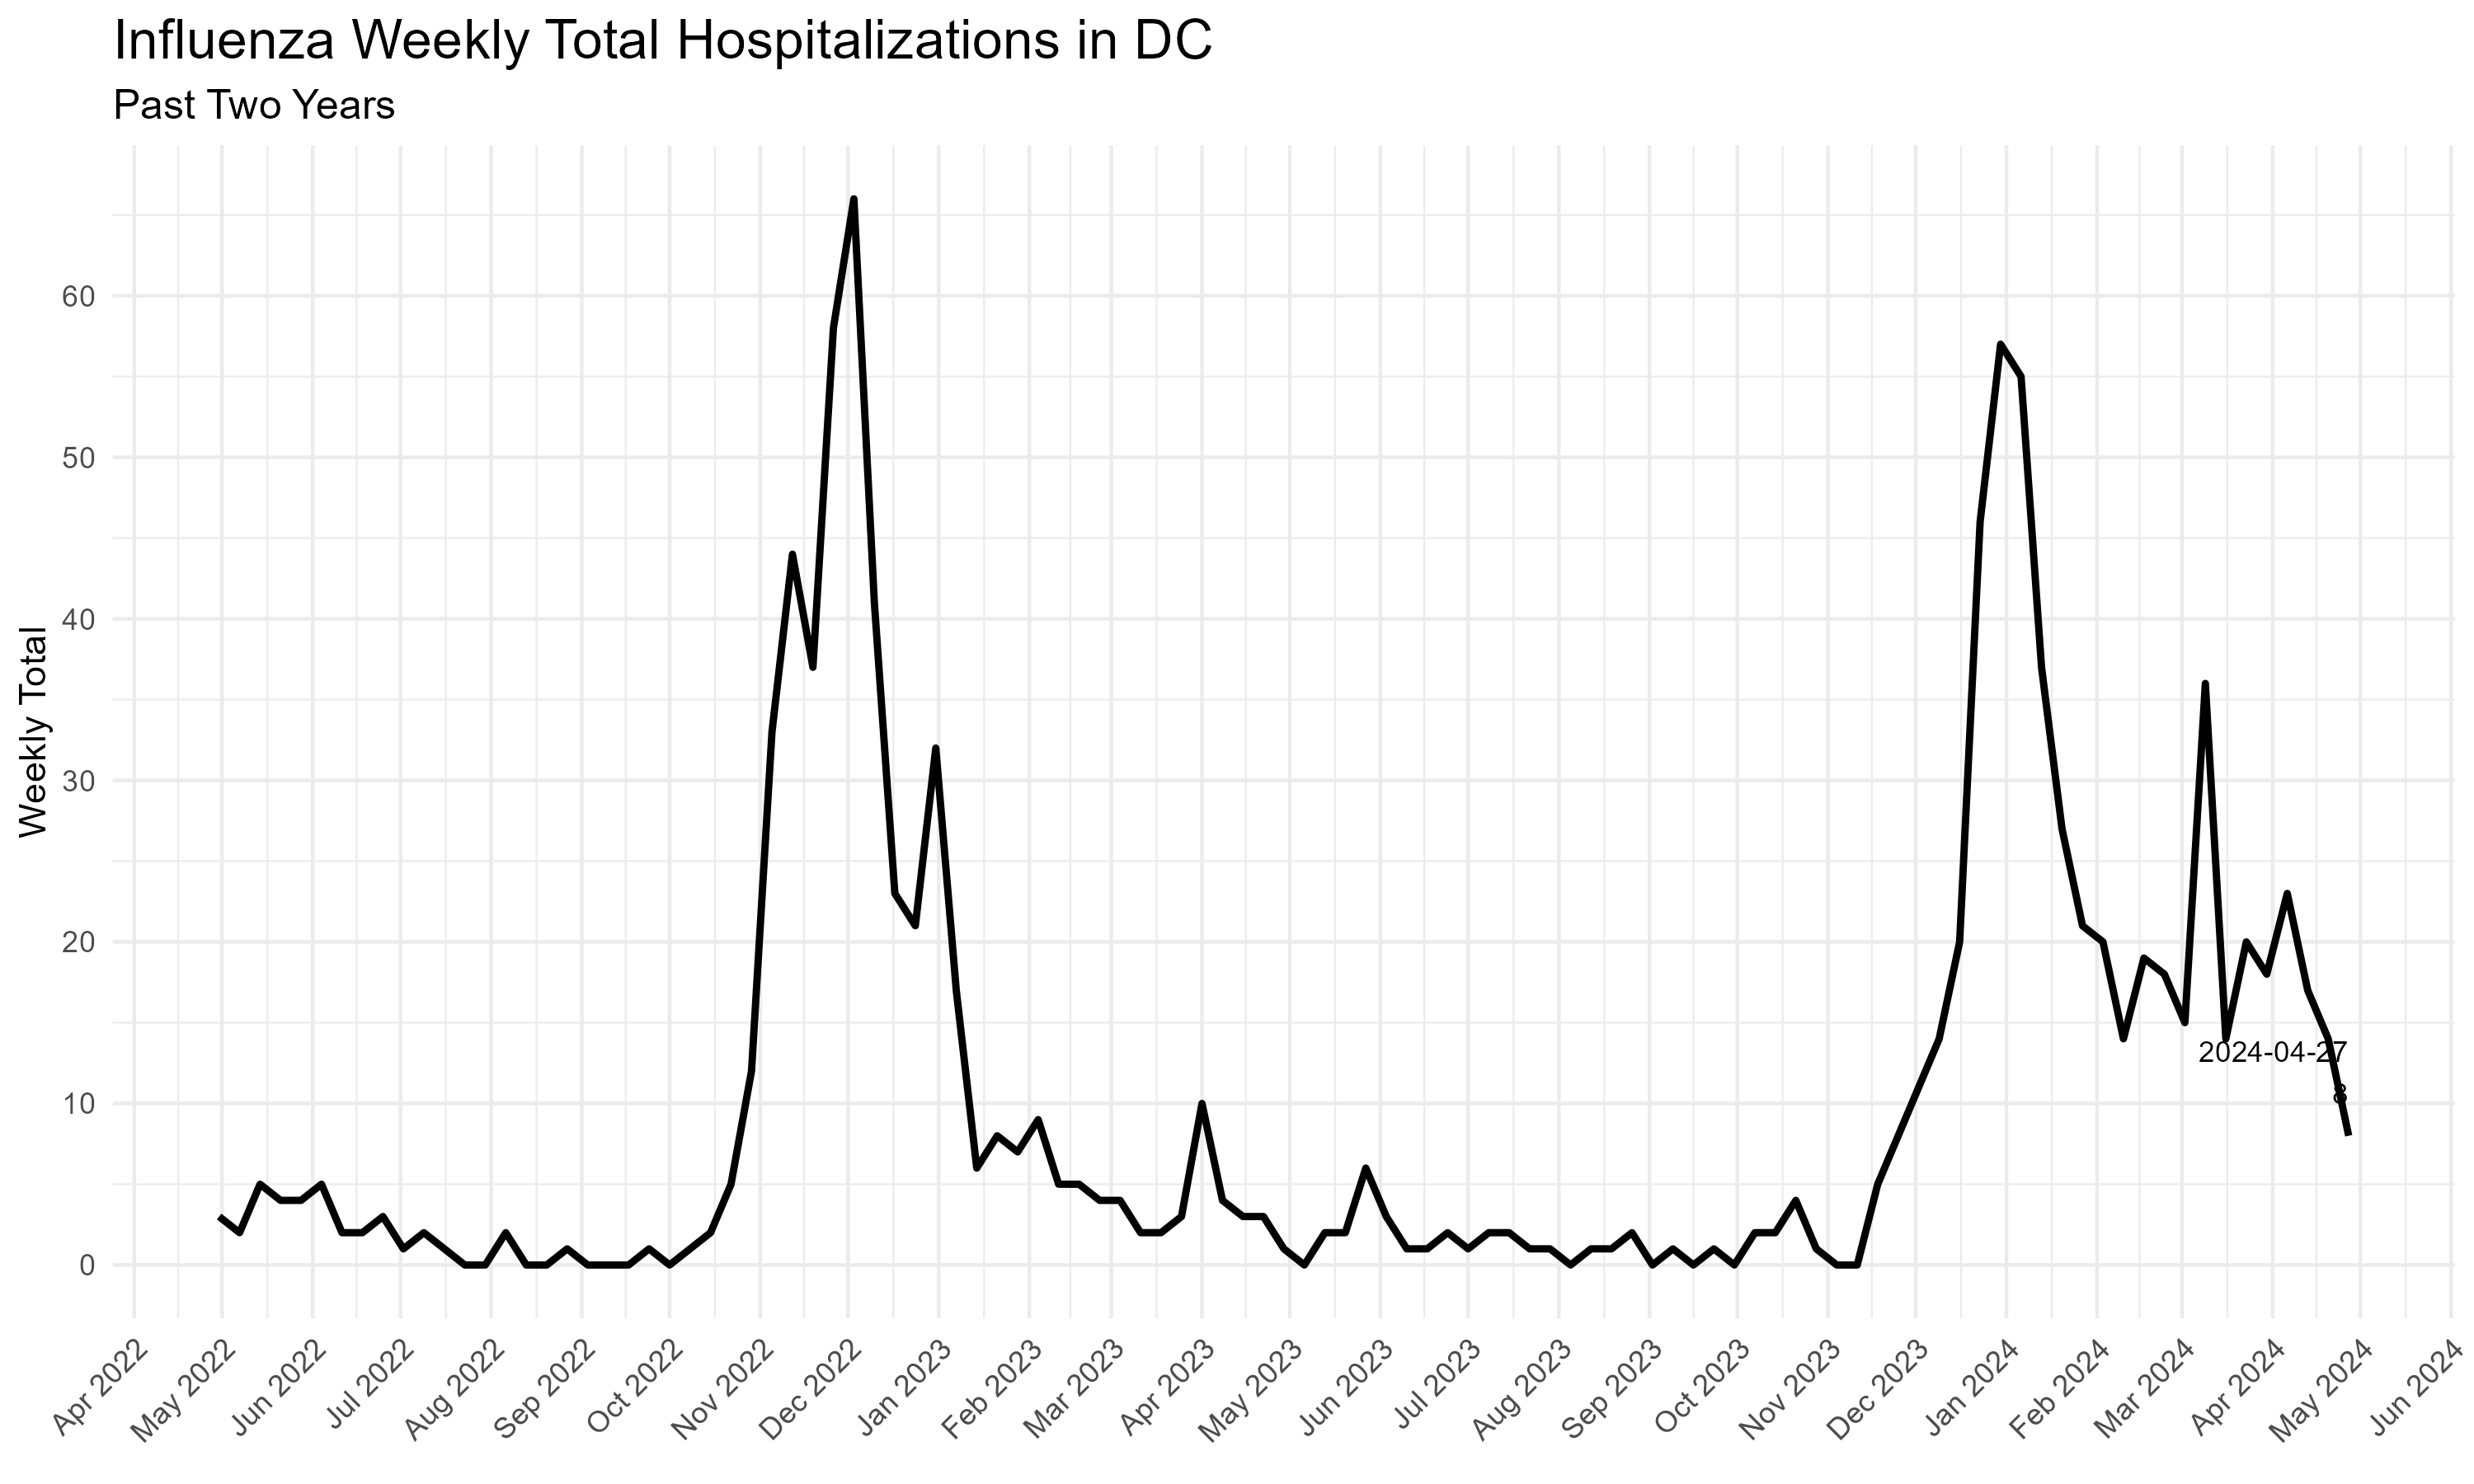 Influenza Weekly Total Hospitalizations in DC
Past Two Years
Weekly Total
60
50
40
30
20
10
0
2024-04-27
8
Apr 2022
May 2022
Jun 2022
Jul 2022
Aug 2022
Sep 2022
Oct 2022
Nov 2022
Dec 2022
Jan 2023
Feb 2023
Mar 2023
Apr 2023
May 2023
Jun 2023
Jul 2023
Aug 2023
Sep 2023
Oct 2023
Nov 2023
Dec 2023
Jan 2024
Feb 2024
Mar 2024
Apr 2024
May 2024
Jun 2024